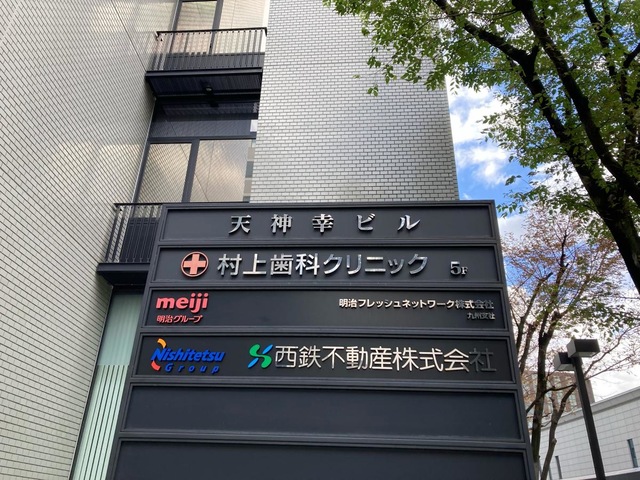 天神幸ビル
村上歯科クリニック 5F
meiji
明治グループ
明治フレッシュネットワーク株式会社
九州支社
Nishitetsu
Group
西鉄不動産株式会社